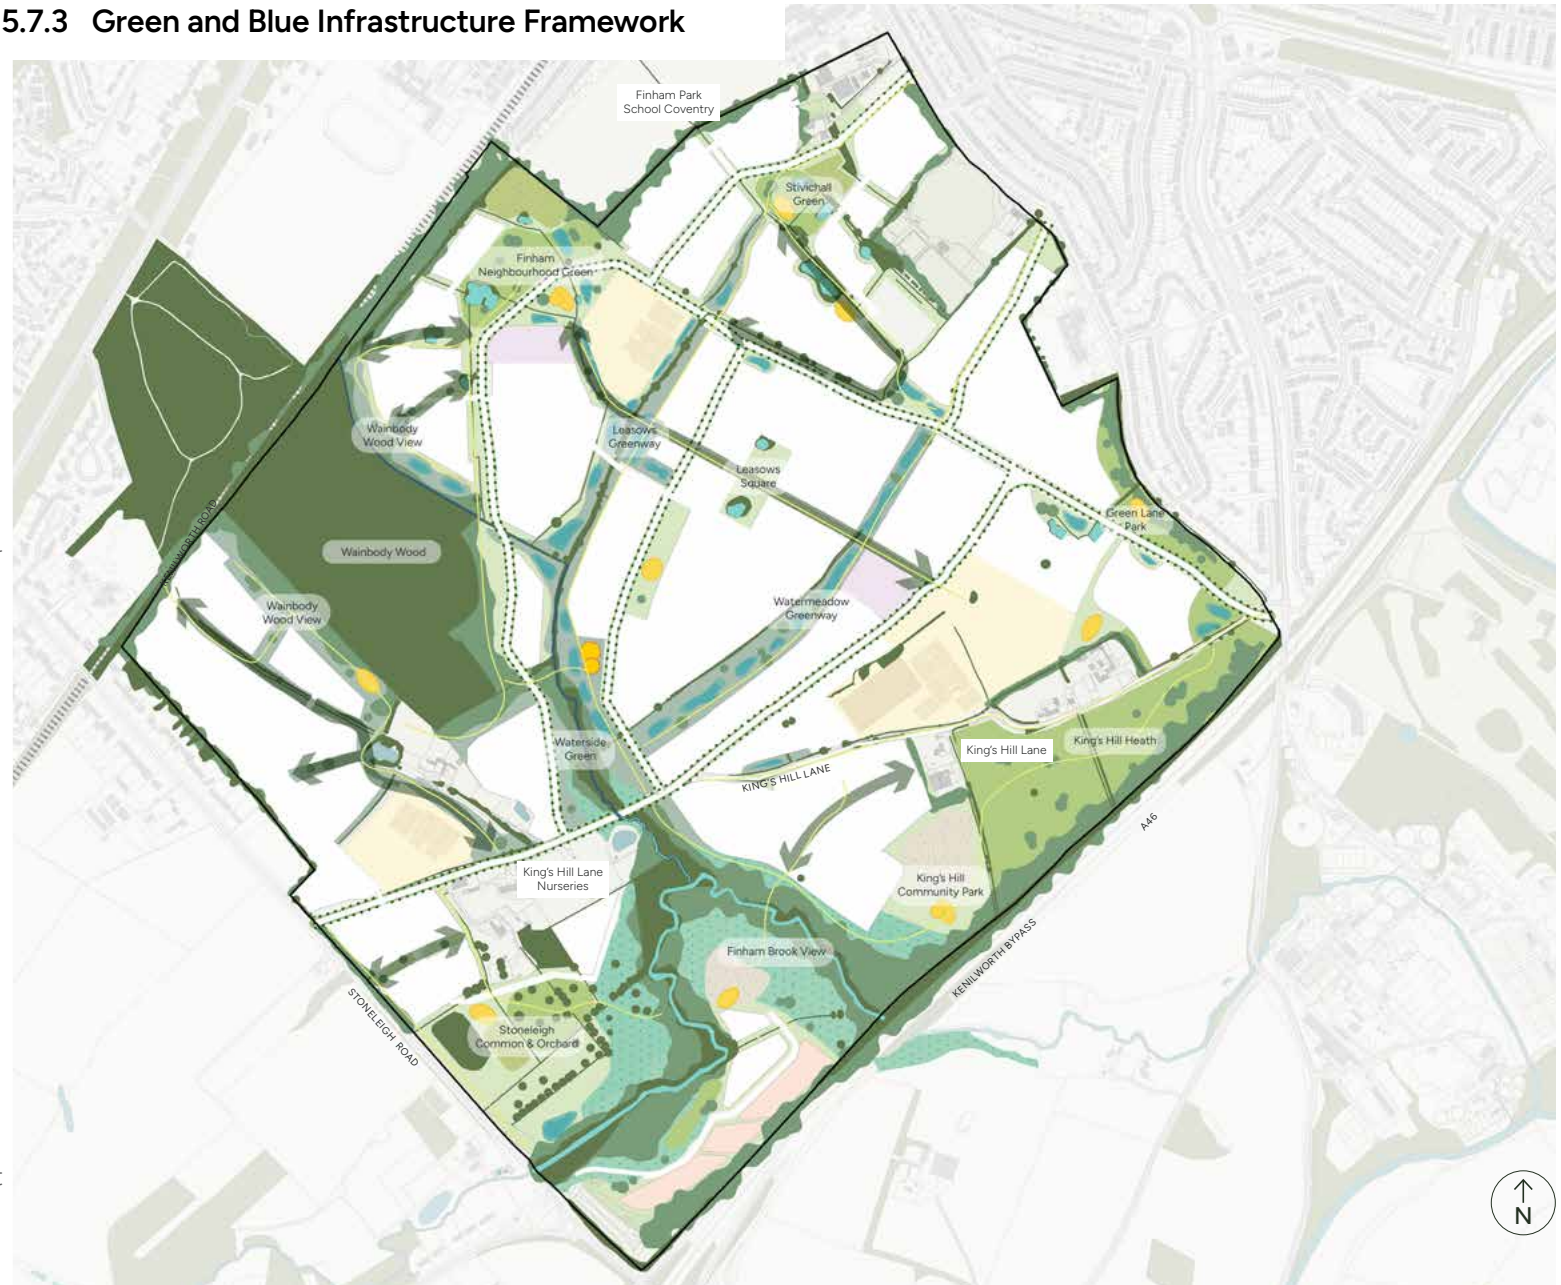 5.7.3 Green and Blue Infrastructure Framework
Finham Park
School Coventry
Stivichall
Green
Finham
Neighbourhood Green
Wainbody
Wood View
Leasows
Greenway
Leasows
Square
Green Lane
Park
KENILWORTH ROAD
Wainbody Wood
Wainbody
Wood View
Watermeadow
Greenway
Waterside
Green
King's Hill Lane
King's Hill Heath
KING'S HILL LANE
A46
King's Hill Lane
Nurseries
King's Hill
Community Park
Finham Brook View
KENILWORTH BYPASS
STONELEIGH ROAD
Stoneleigh
Common & Orchard
N